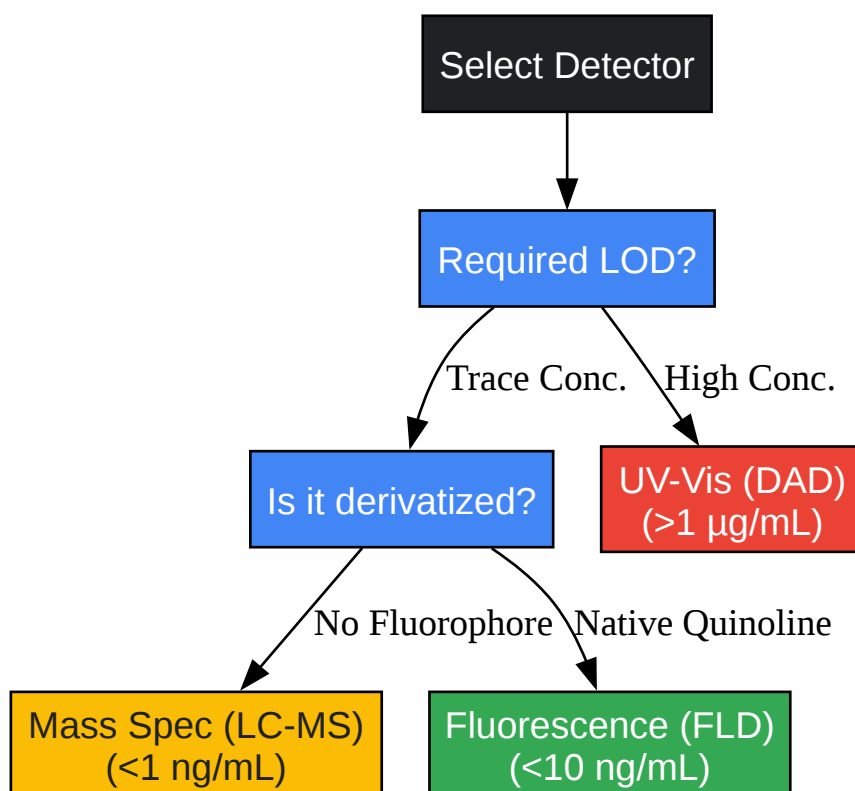 Select Detector
Required LOD?
Trace Conc.
High Conc.
Is it derivatized?
UV-Vis (DAD)
(>1 µg/mL)
No Fluorophore
Native Quinoline
Mass Spec (LC-MS)
(<1 ng/mL)
Fluorescence (FLD)
(<10 ng/mL)